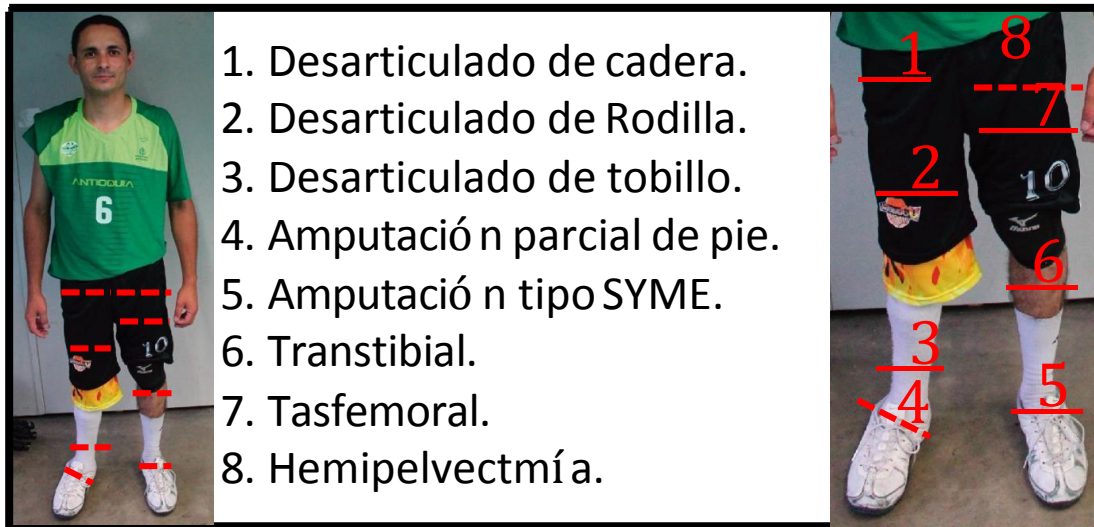 ANTIOQUIA
6
10
1. Desarticulado de cadera.
2. Desarticulado de Rodilla.
3. Desarticulado de tobillo.
4. Amputació n parcial de pie.
5. Amputació n tipo SYME.
6. Transtibial.
7. Tasfemoral.
8. Hemipelvectmí a.
1
8
7
2
10
mizuno
6
3
4
5